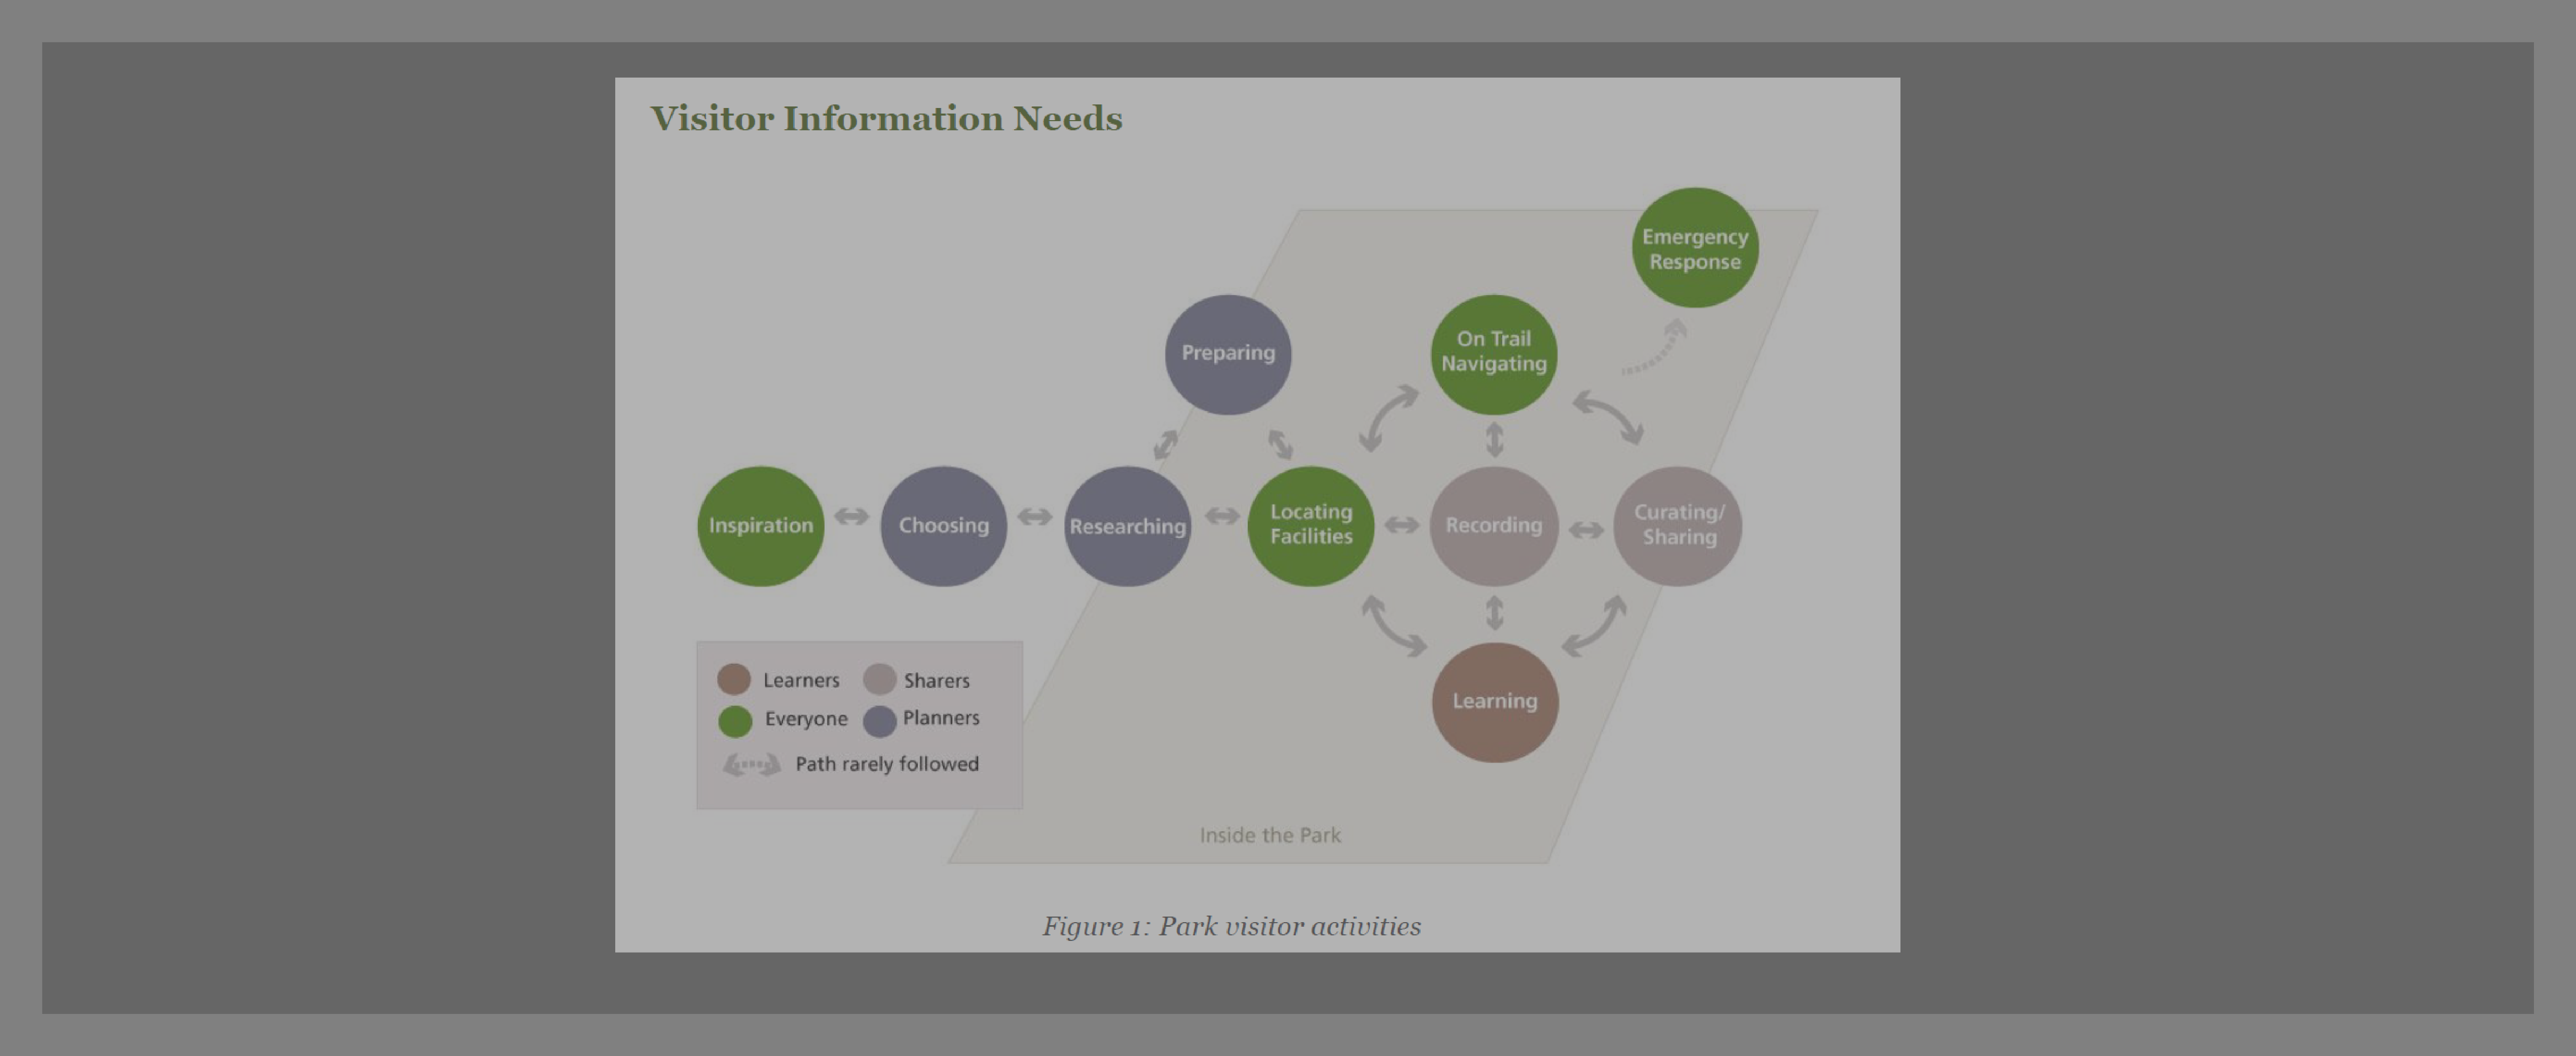 Visitor Information Needs
Emergency
Response
Preparing
On Trail
Navigating
Inspiration
Choosing
Researching
Locating
Facilities
Recording
Curating/
Sharing
Learning
Learners
Sharers
Everyone
Planners
Path rarely followed
Inside the Park
Figure 1: Park visitor activities